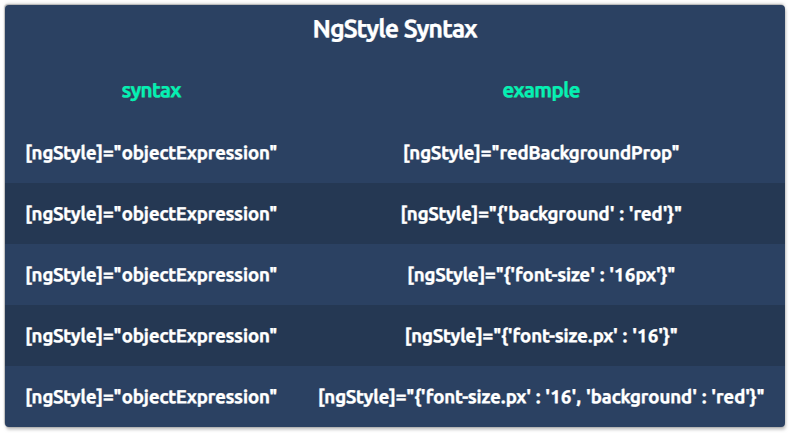 NgStyle Syntax
syntax example
[ngStyle]="objectExpression" [ngStyle]="redBackgroundProp"
[ngStyle]="objectExpression" [ngStyle]="{'background' : 'red'}"
[ngStyle]="objectExpression" [ngStyle]="{'font-size' : '16px'}"
[ngStyle]="objectExpression" [ngStyle]="{'font-size.px' : '16'}"
[ngStyle]="objectExpression" [ngStyle]="{'font-size.px' : '16', 'background' : 'red'}"